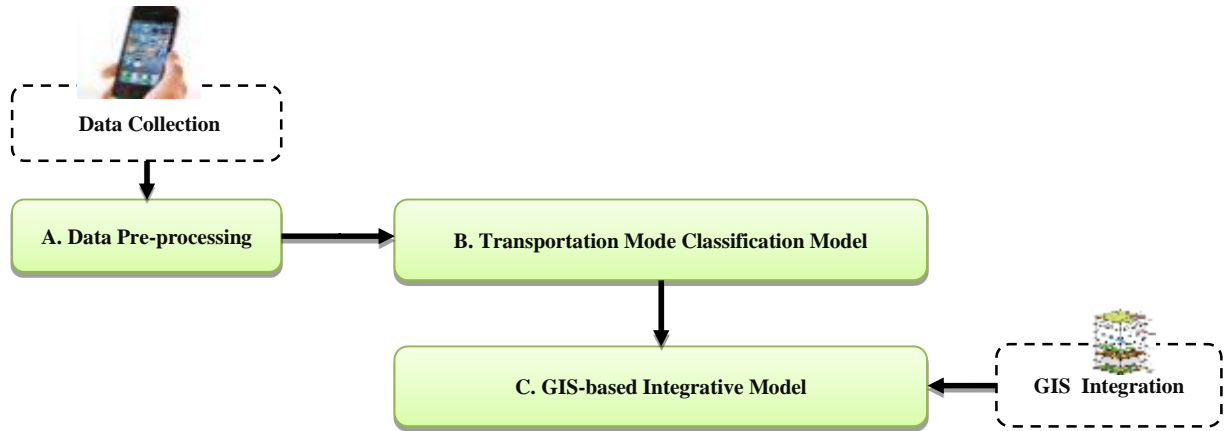 Data Collection
A. Data Pre-processing
B. Transportation Mode Classification Model
C. GIS-based Integrative Model
GIS Integration